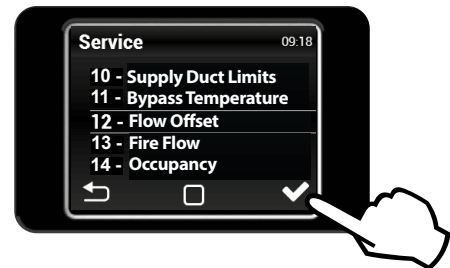 Service 09:18
10 - Supply Duct Limits
11 - Bypass Temperature
12 - Flow Offset
13 - Fire Flow
14 - Occupancy